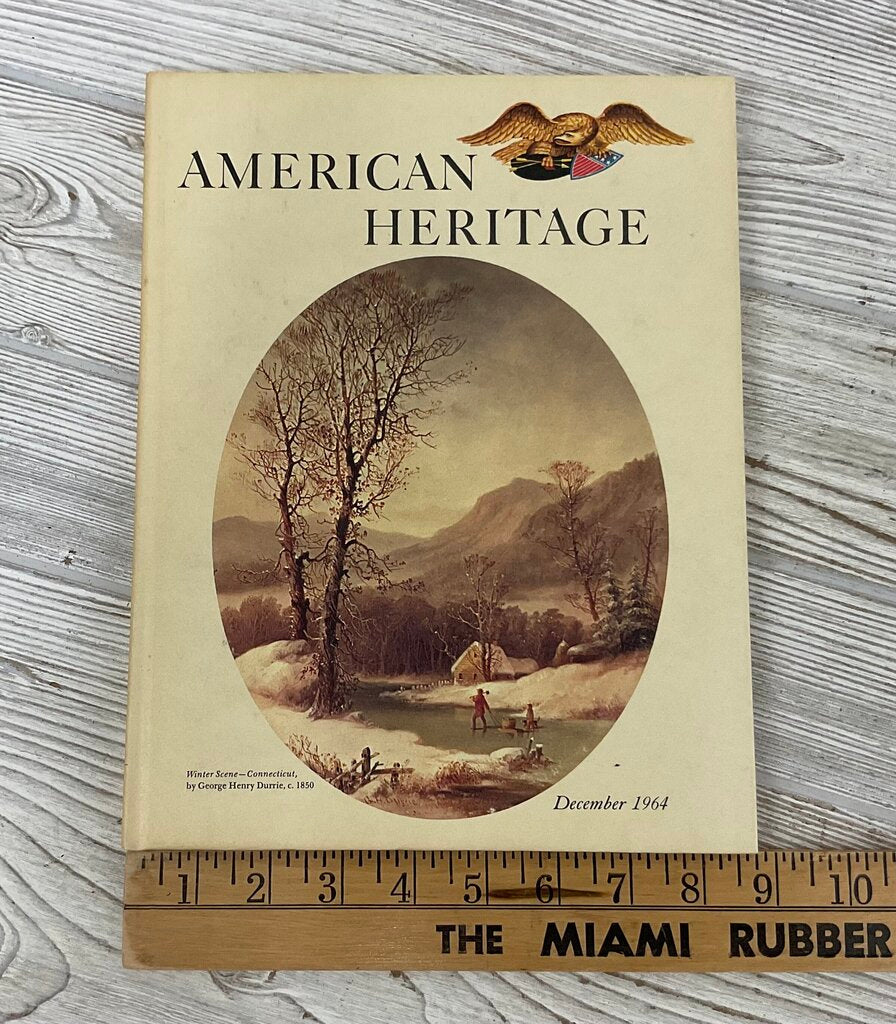 AMERICAN
HERITAGE
Winter Scene—Connecticut,
by George Henry Durrie, c. 1850
December 1964
1 2 3 4 5 6 7 8 9 10
THE MIAMI RUBBER